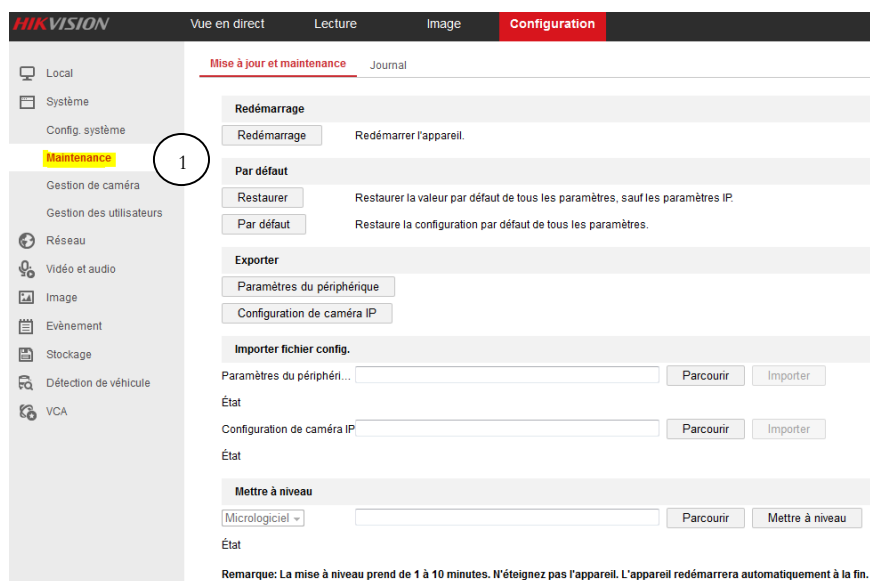 HIKVISION
Vue en direct Lecture Image Configuration
Local
Système
Config. système
Maintenance
1
Gestion de caméra
Gestion des utilisateurs
Réseau
Vidéo et audio
Image
Evènement
Stockage
Détection de véhicule
VCA
Mise à jour et maintenance Journal
Redémarrage
Redémarrage Redémarrer l'appareil.
Par défaut
Restaurer Restaurer la valeur par défaut de tous les paramètres, sauf les paramètres IP.
Par défaut Restaure la configuration par défaut de tous les paramètres.
Exporter
Paramètres du périphérique
Configuration de caméra IP
Importer fichier config.
Paramètres du périphéri... Parcourir Importer
État
Configuration de caméra IP Parcourir Importer
État
Mettre à niveau
Micrologiciel Parcourir Mettre à niveau
État
Remarque: La mise à niveau prend de 1 à 10 minutes. N'éteignez pas l'appareil. L'appareil redémarrera automatiquement à la fin.